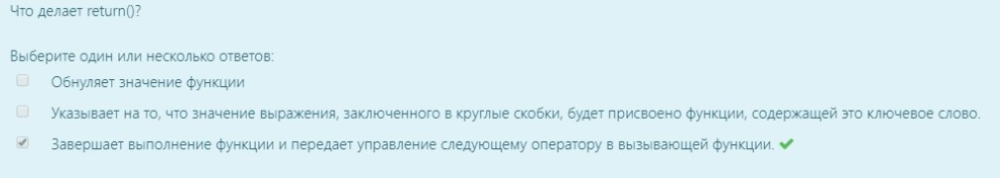 Что делает return()?
Выберите один или несколько ответов:
Обнуляет значение функции
Указывает на то, что значение выражения, заключенного в круглые скобки, будет присвоено функции, содержащей это ключевое слово.
Завершает выполнение функции и передает управление следующему оператору в вызывающей функции.